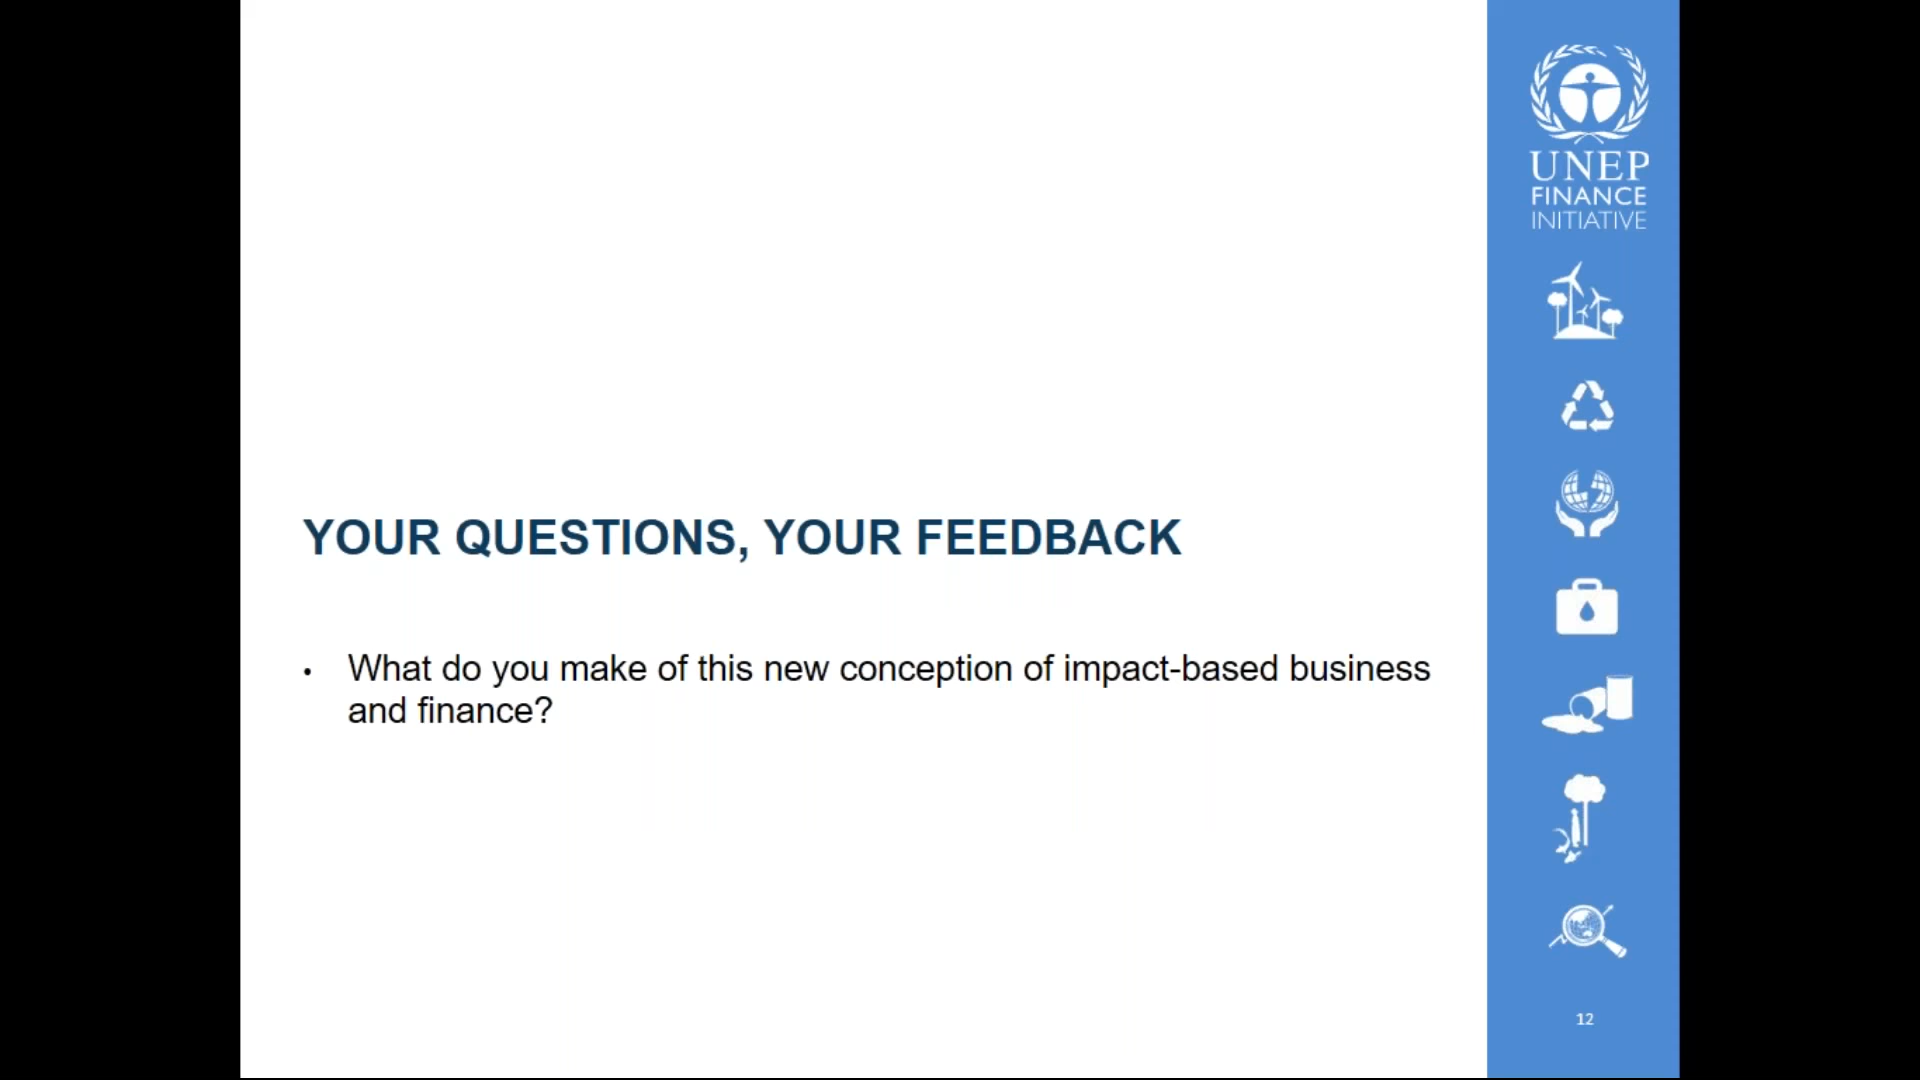 YOUR QUESTIONS, YOUR FEEDBACK
• What do you make of this new conception of impact-based business
and finance?
UNEP
FINANCE
INITIATIVE
12